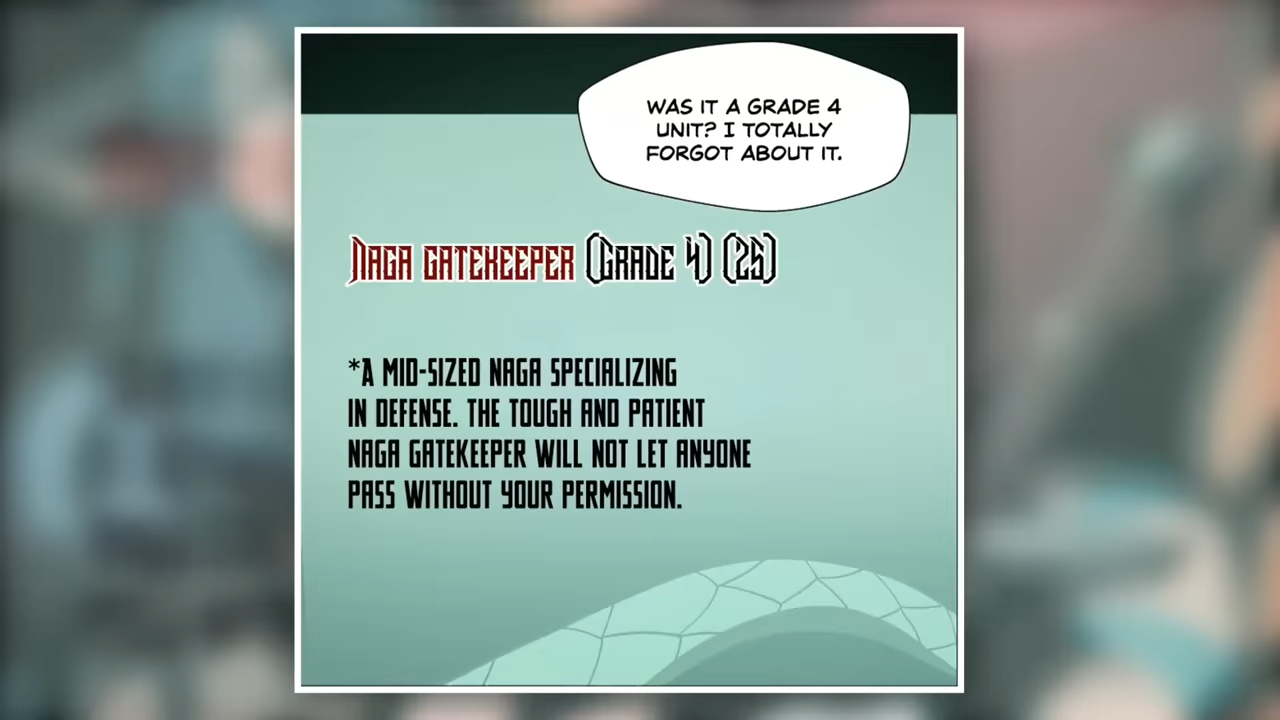 WAS IT A GRADE 4
UNIT? I TOTALLY
FORGOT ABOUT IT.
NAGA GATEKEEPER (GRADE 4) (25)
*A MID-SIZED NAGA SPECIALIZING
IN DEFENSE. THE TOUGH AND PATIENT
NAGA GATEKEEPER WILL NOT LET ANYONE
PASS WITHOUT YOUR PERMISSION.